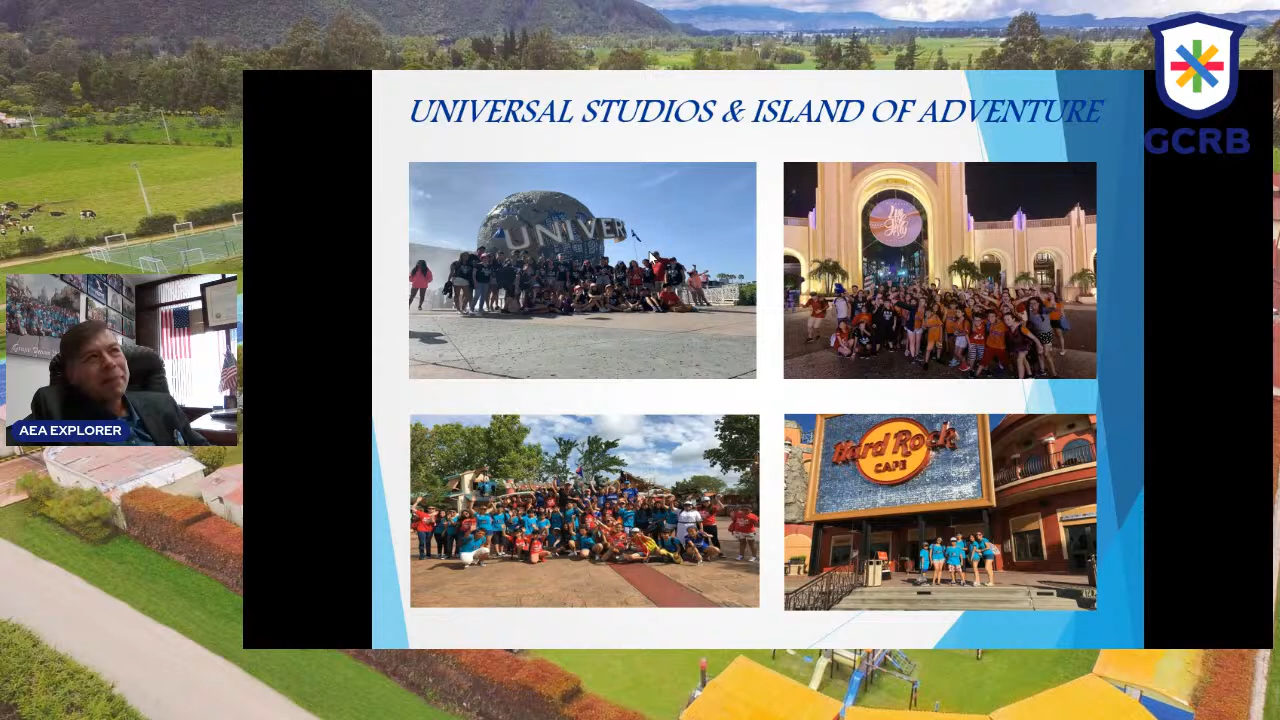 UNIVERSAL STUDIOS & ISLAND OF ADVENTURE
GCRB
UNIVER
Hard Rock
CAFE
AEA EXPLORER